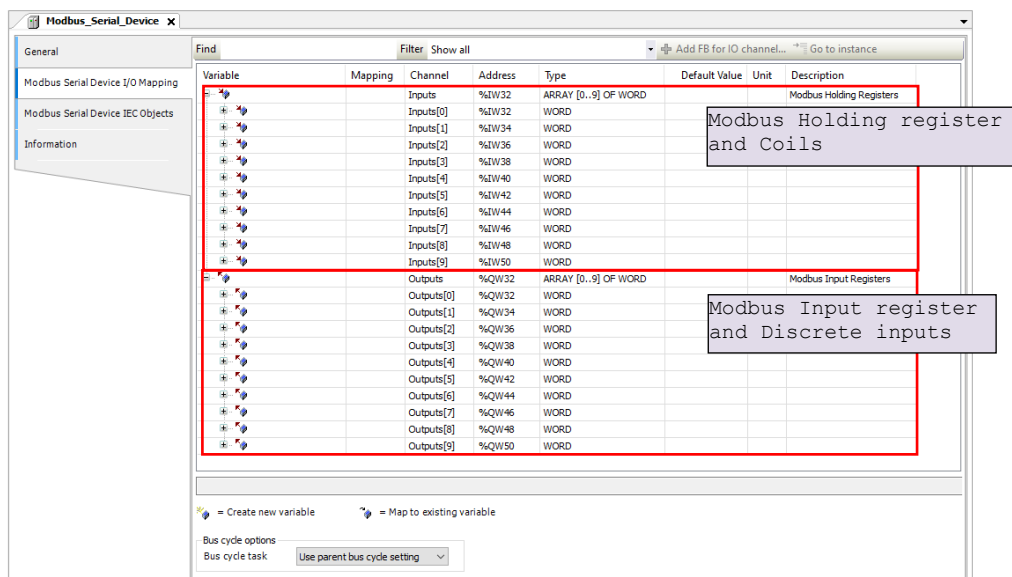 Modbus_Serial_Device X
General
Modbus Serial Device I/O Mapping
Modbus Serial Device IEC Objects
Information
Find Filter Show all Add FB for IO channel... Go to instance
Variable Mapping Channel Address Type Default Value Unit Description
Inputs %IW32 ARRAY [0..9] OF WORD Modbus Holding Registers
Inputs[0] %IW32 WORD
Inputs[1] %IW34 WORD
Inputs[2] %IW36 WORD
Inputs[3] %IW38 WORD
Inputs[4] %IW40 WORD
Inputs[5] %IW42 WORD
Inputs[6] %IW44 WORD
Inputs[7] %IW46 WORD
Inputs[8] %IW48 WORD
Inputs[9] %IW50 WORD
Modbus Holding register
and Coils
Outputs %QW32 ARRAY [0..9] OF WORD Modbus Input Registers
Outputs[0] %QW32 WORD
Outputs[1] %QW34 WORD
Outputs[2] %QW36 WORD
Outputs[3] %QW38 WORD
Outputs[4] %QW40 WORD
Outputs[5] %QW42 WORD
Outputs[6] %QW44 WORD
Outputs[7] %QW46 WORD
Outputs[8] %QW48 WORD
Outputs[9] %QW50 WORD
Modbus Input register
and Discrete inputs
= Create new variable = Map to existing variable
Bus cycle options
Bus cycle task Use parent bus cycle setting